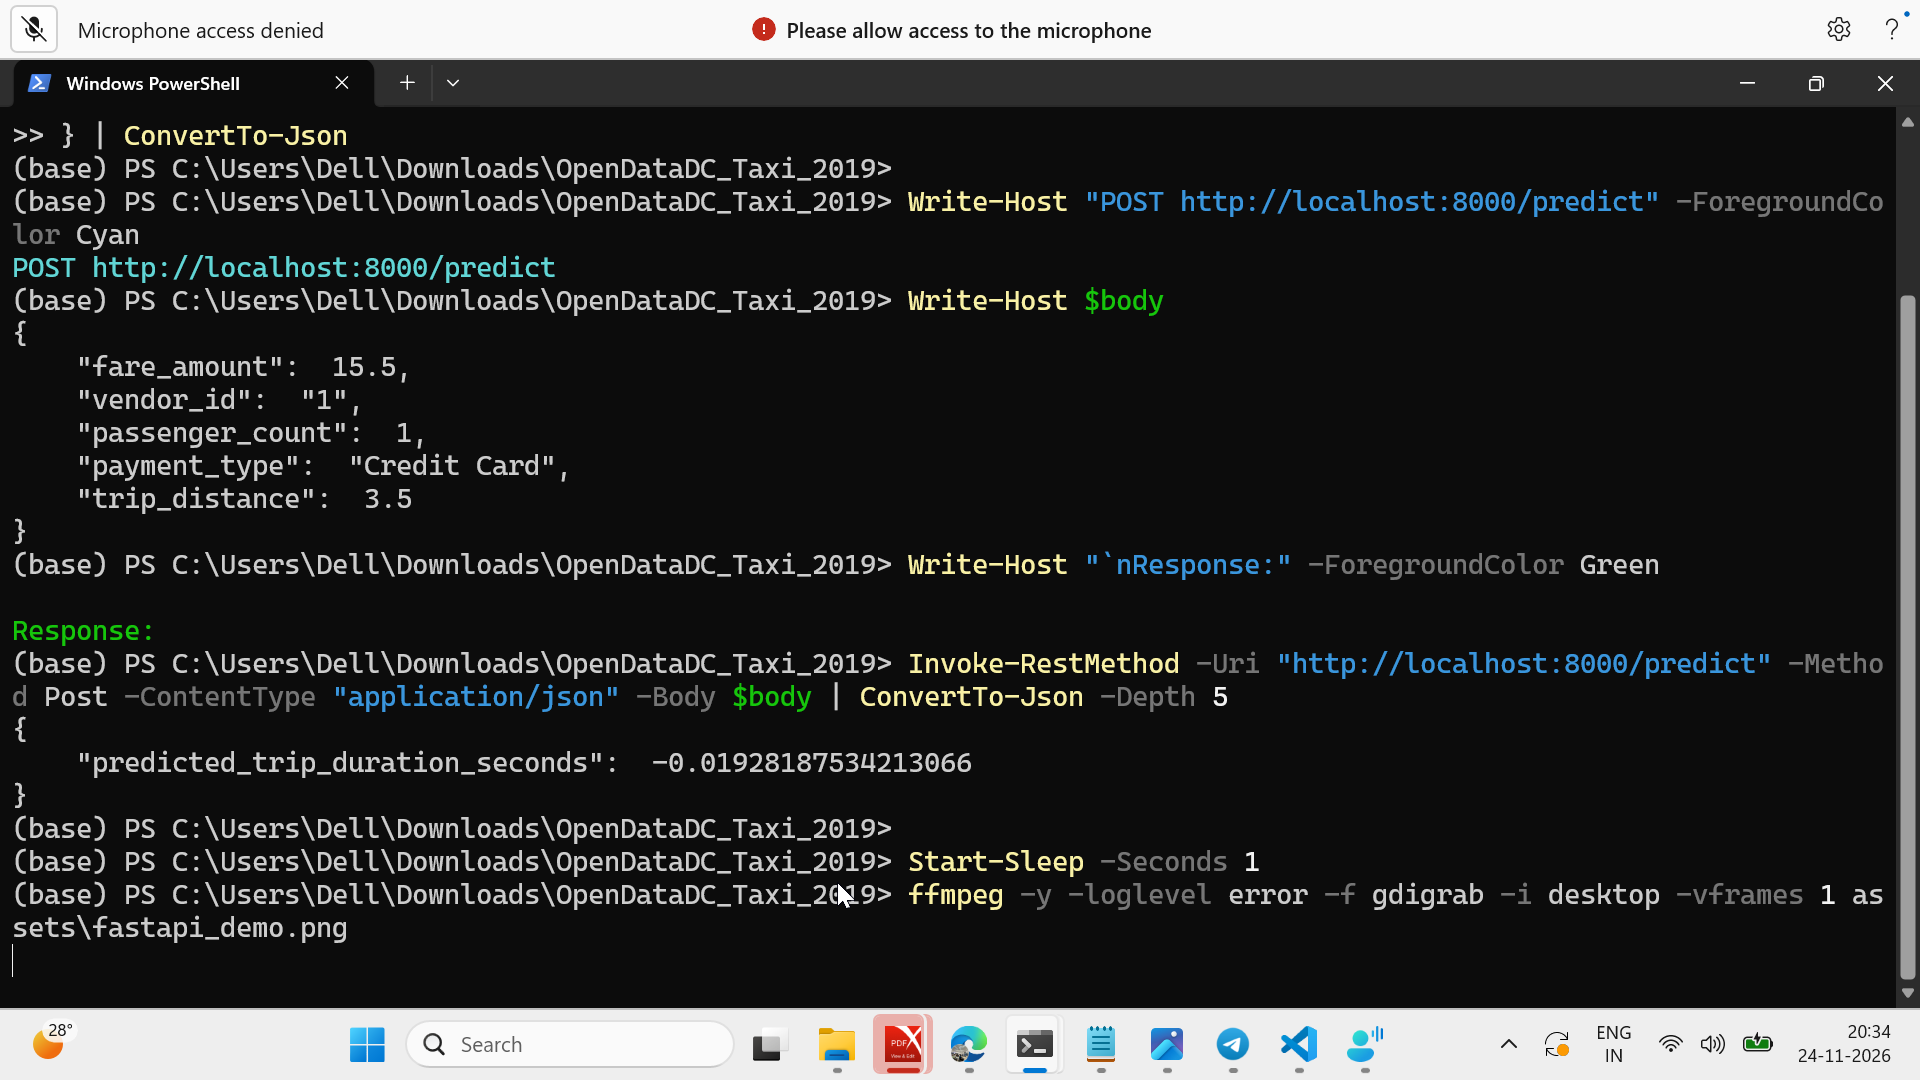 Microphone access denied
Please allow access to the microphone
Windows PowerShell
>> } | ConvertTo-Json
(base) PS C:\Users\Dell\Downloads\OpenDataDC_Taxi_2019>
(base) PS C:\Users\Dell\Downloads\OpenDataDC_Taxi_2019> Write-Host "POST http://localhost:8000/predict" -ForegroundCo
lor Cyan
POST http://localhost:8000/predict
(base) PS C:\Users\Dell\Downloads\OpenDataDC_Taxi_2019> Write-Host $body
{
    "fare_amount":  15.5,
    "vendor_id":  "1",
    "passenger_count":  1,
    "payment_type":  "Credit Card",
    "trip_distance":  3.5
}
(base) PS C:\Users\Dell\Downloads\OpenDataDC_Taxi_2019> Write-Host "`nResponse:" -ForegroundColor Green
Response:
(base) PS C:\Users\Dell\Downloads\OpenDataDC_Taxi_2019> Invoke-RestMethod -Uri "http://localhost:8000/predict" -Metho
d Post -ContentType "application/json" -Body $body | ConvertTo-Json -Depth 5
{
    "predicted_trip_duration_seconds":  -0.01928187534213066
}
(base) PS C:\Users\Dell\Downloads\OpenDataDC_Taxi_2019>
(base) PS C:\Users\Dell\Downloads\OpenDataDC_Taxi_2019> Start-Sleep -Seconds 1
(base) PS C:\Users\Dell\Downloads\OpenDataDC_Taxi_2019> ffmpeg -y -loglevel error -f gdigrab -i desktop -vframes 1 as
sets\fastapi_demo.png
28°
Search
PDF
View & Edit
ENG
IN
20:34
24-11-2026